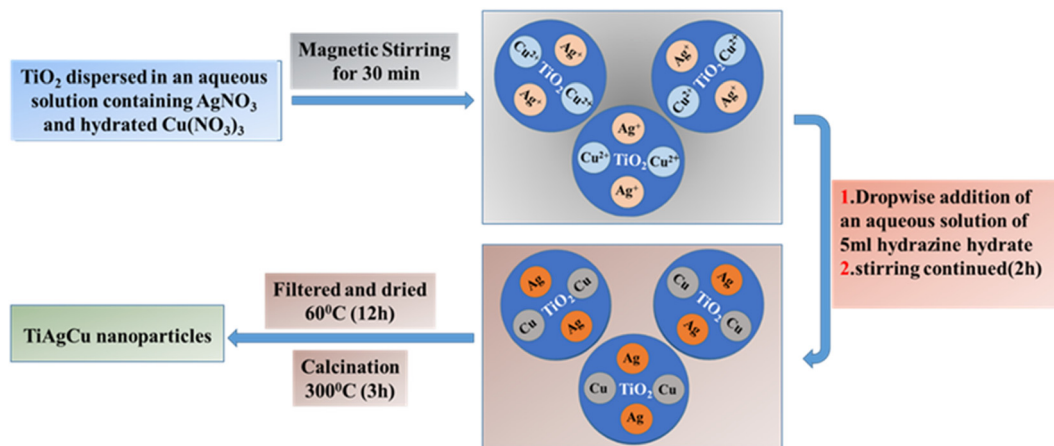 TiO₂ dispersed in an aqueous
solution containing AgNO₃
and hydrated Cu(NO₃)₃
Magnetic Stirring
for 30 min
Cu²⁺ Ag⁺
TiO₂
Ag⁺ Cu²⁺
Ag⁺ Cu²⁺
TiO₂
Cu²⁺ Ag⁺
Ag⁺
Cu²⁺ TiO₂ Cu²⁺
Ag⁺
1.Dropwise addition of
an aqueous solution of
5ml hydrazine hydrate
2.stirring continued(2h)
Ag Cu
TiO₂
Cu Ag
Cu Ag
TiO₂
Ag Cu
Ag
Cu TiO₂ Cu
Ag
Filtered and dried
60⁰C (12h)
Calcination
300⁰C (3h)
TiAgCu nanoparticles